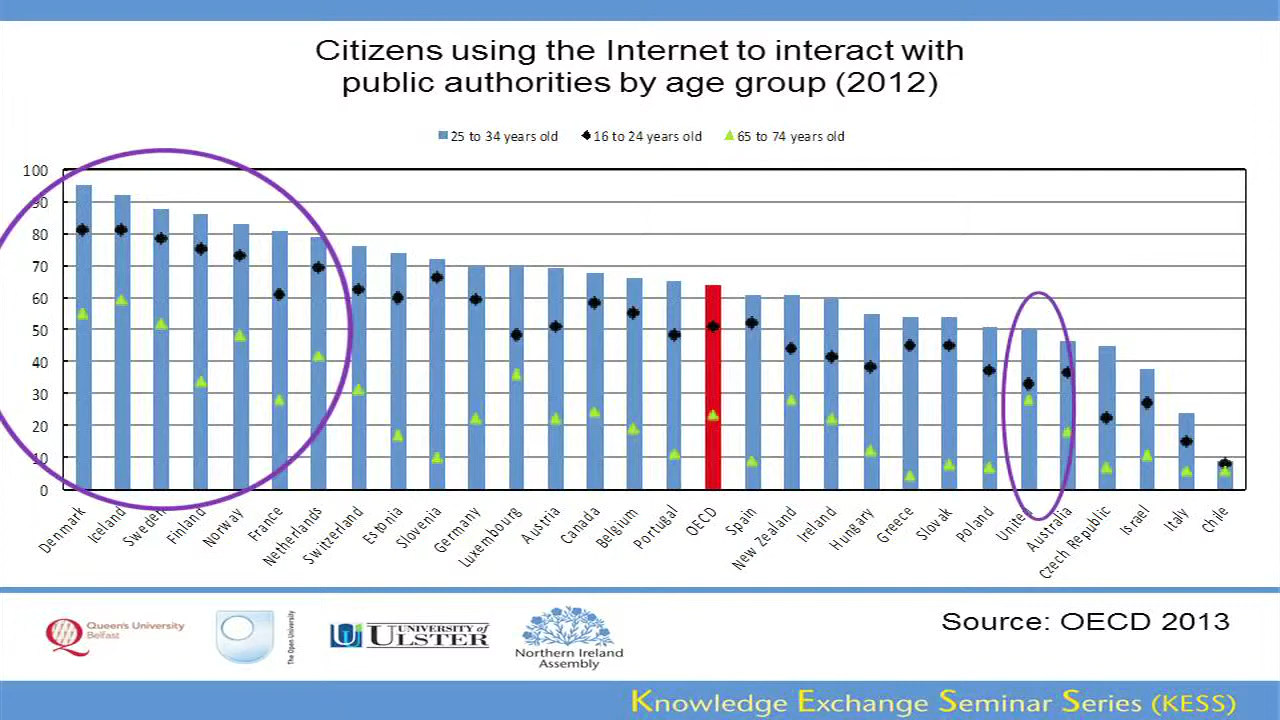 Citizens using the Internet to interact with
public authorities by age group (2012)
25 to 34 years old 16 to 24 years old 65 to 74 years old
100
90
80
70
60
50
40
30
20
10
0
Denmark
Iceland
Sweden
Finland
Norway
France
Netherlands
Switzerland
Estonia
Slovenia
Germany
Luxembourg
Austria
Canada
Belgium
Portugal
OECD
Spain
New Zealand
Ireland
Hungary
Greece
Slovak
Poland
United
Australia
Czech Republic
Israel
Italy
Chile
Queen's University
Belfast
The Open University
UNIVERSITY OF
ULSTER
Northern Ireland
Assembly
Source: OECD 2013
Knowledge Exchange Seminar Series (KESS)